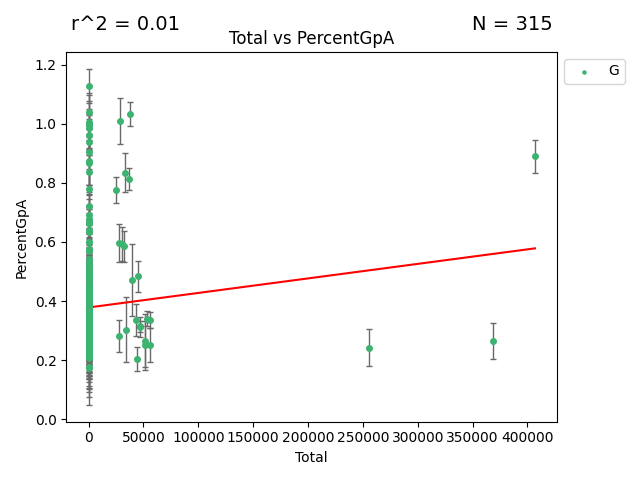 r^2 = 0.01
N = 315
Total vs PercentGpA
G
PercentGpA
1.2
1.0
0.8
0.6
0.4
0.2
0.0
0 50000 100000 150000 200000 250000 300000 350000 400000
Total